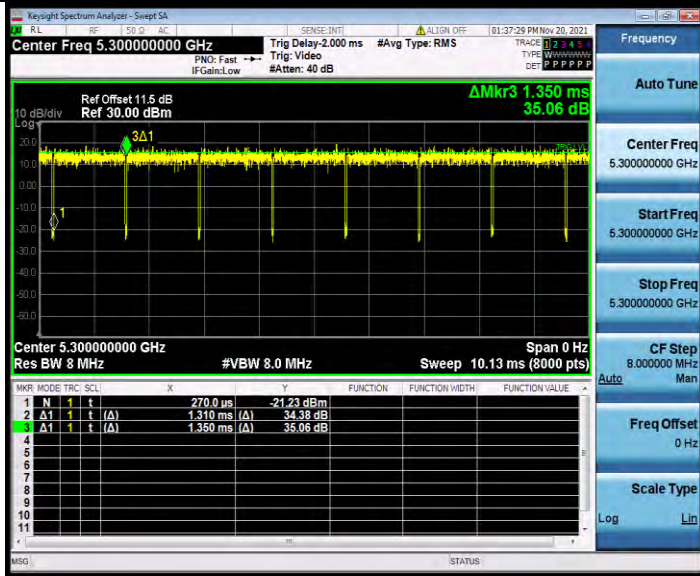 Keysight Spectrum Analyzer - Swept SA
RL RF 50 Ω AC SENSE:INT ALIGN OFF 01:37:29 PM Nov 20, 2021
Center Freq 5.300000000 GHz
PNO: Fast
IFGain:Low
Trig Delay-2.000 ms
Trig: Video
#Atten: 40 dB
#Avg Type: RMS
TRACE 1 2 3 4 5 6
TYPE
DET P P P P P P
Frequency
Auto Tune
Center Freq
5.300000000 GHz
Start Freq
5.300000000 GHz
Stop Freq
5.300000000 GHz
CF Step
8.000000 MHz
Auto Man
Freq Offset
0 Hz
Scale Type
Log Lin
Ref Offset 11.5 dB
10 dB/div Ref 30.00 dBm
Log
ΔMkr3 1.350 ms
35.06 dB
20.0
10.0
0.00
-10.0
-20.0
-30.0
-40.0
-50.0
-60.0
3Δ1
1
TRIG LVL
Center 5.300000000 GHz Span 0 Hz
Res BW 8 MHz #VBW 8.0 MHz Sweep 10.13 ms (8000 pts)
MKR MODE TRC SCL X Y FUNCTION FUNCTION WIDTH FUNCTION VALUE
1 N 1 t 270.0 µs -21.23 dBm
2 Δ1 1 t (Δ) 1.310 ms (Δ) 34.38 dB
3 Δ1 1 t (Δ) 1.350 ms (Δ) 35.06 dB
4
5
6
7
8
9
10
11
MSG STATUS